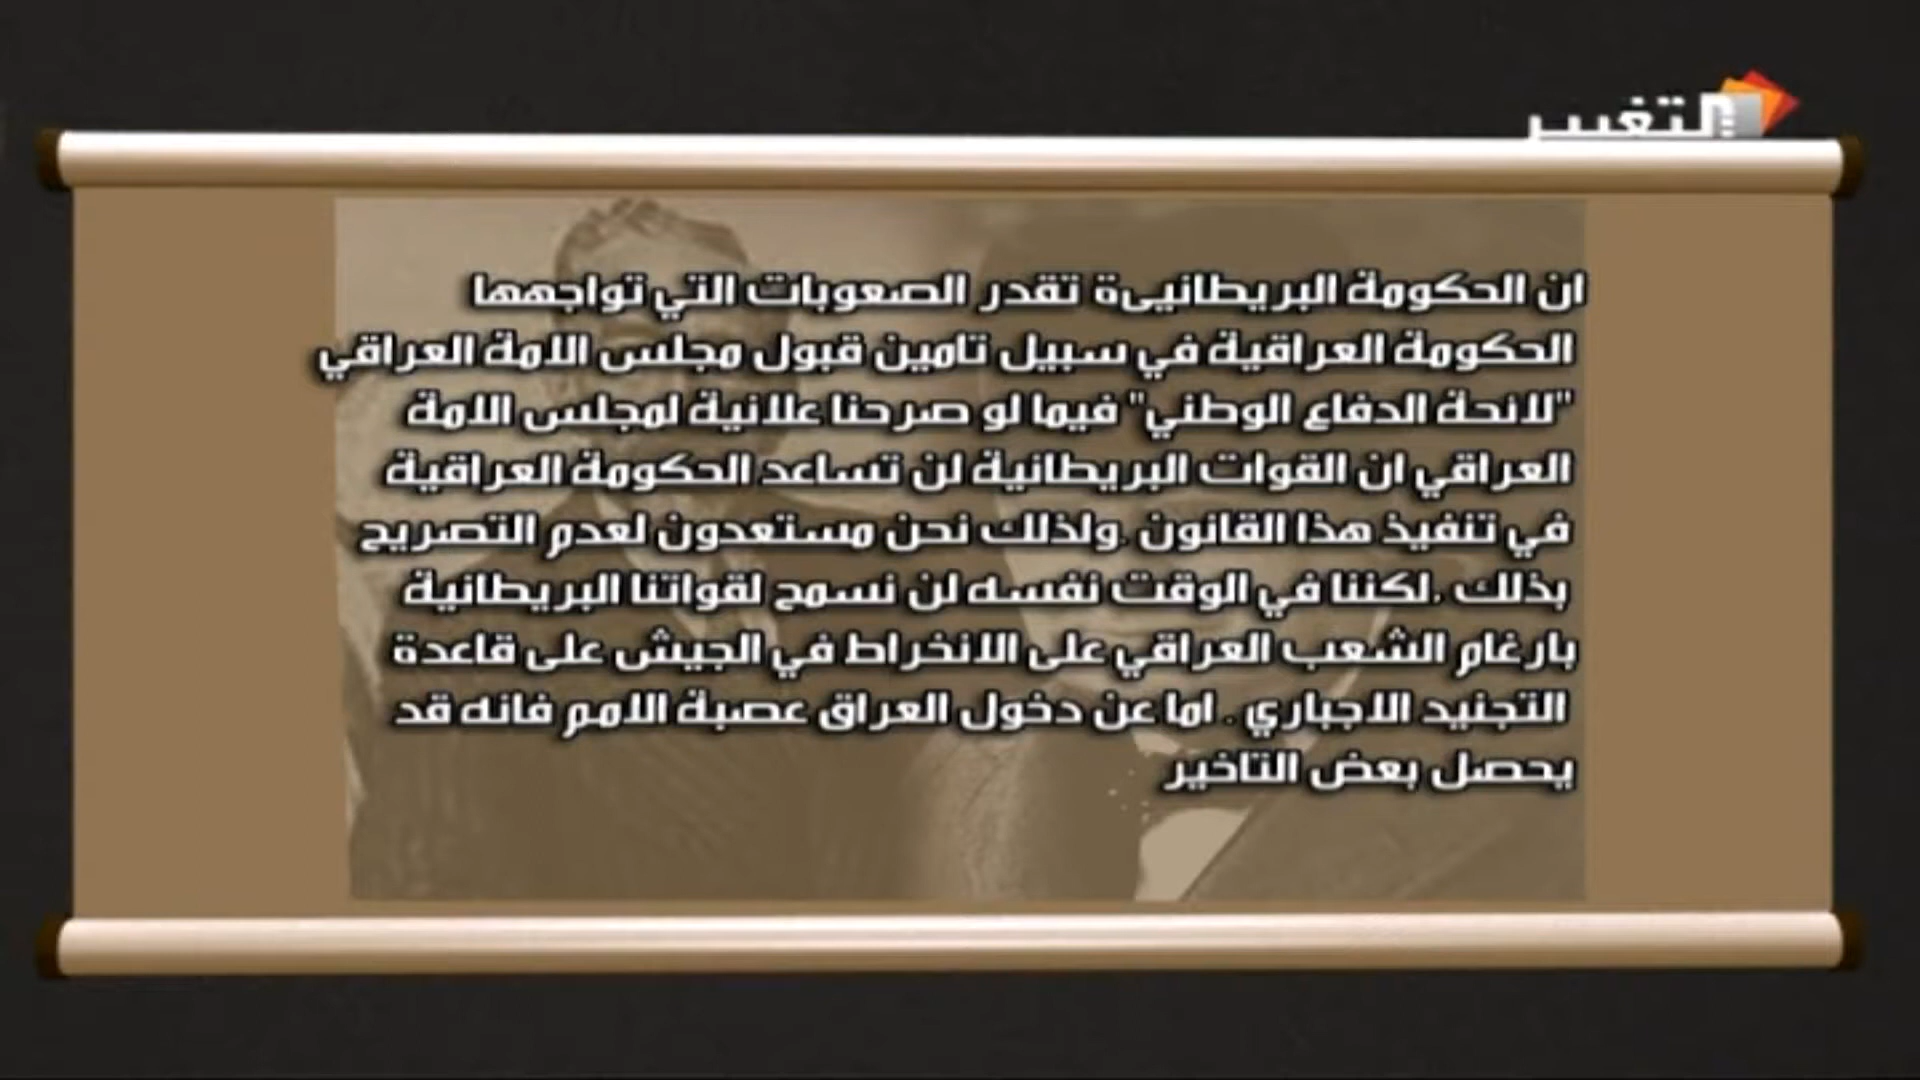 التغيير
ان الحكومة البريطانيىة تقدر الصعوبات التي تواجهها
الحكومة العراقية في سبيل تامين قبول مجلس الامة العراقي
"لانحة الدفاع الوطني" فيما لو صرحنا علانية لمجلس الامة
العراقي ان القوات البريطانية لن تساعد الحكومة العراقية
في تنفيذ هذا القانون .ولذلك نحن مستعدون لعدم التصريح
بذلك .لكننا في الوقت نفسه لن نسمح لقواتنا البريطانية
بارغام الشعب العراقي على الانخراط في الجيش على قاعدة
التجنيد الاجباري . اما عن دخول العراق عصبة الامم فانه قد
يحصل بعض التاخير